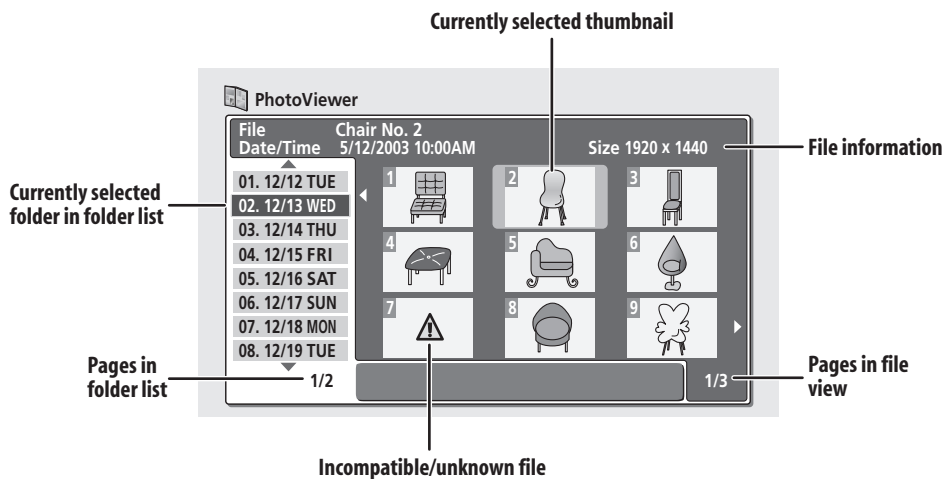 Currently selected thumbnail
PhotoViewer
File Chair No. 2
Date/Time 5/12/2003 10:00AM Size 1920 x 1440
File information
Currently selected
folder in folder list
01. 12/12 TUE
02. 12/13 WED
03. 12/14 THU
04. 12/15 FRI
05. 12/16 SAT
06. 12/17 SUN
07. 12/18 MON
08. 12/19 TUE
1 2 3
4 5 6
7 8 9
Pages in
folder list
1/2
1/3
Pages in file
view
Incompatible/unknown file